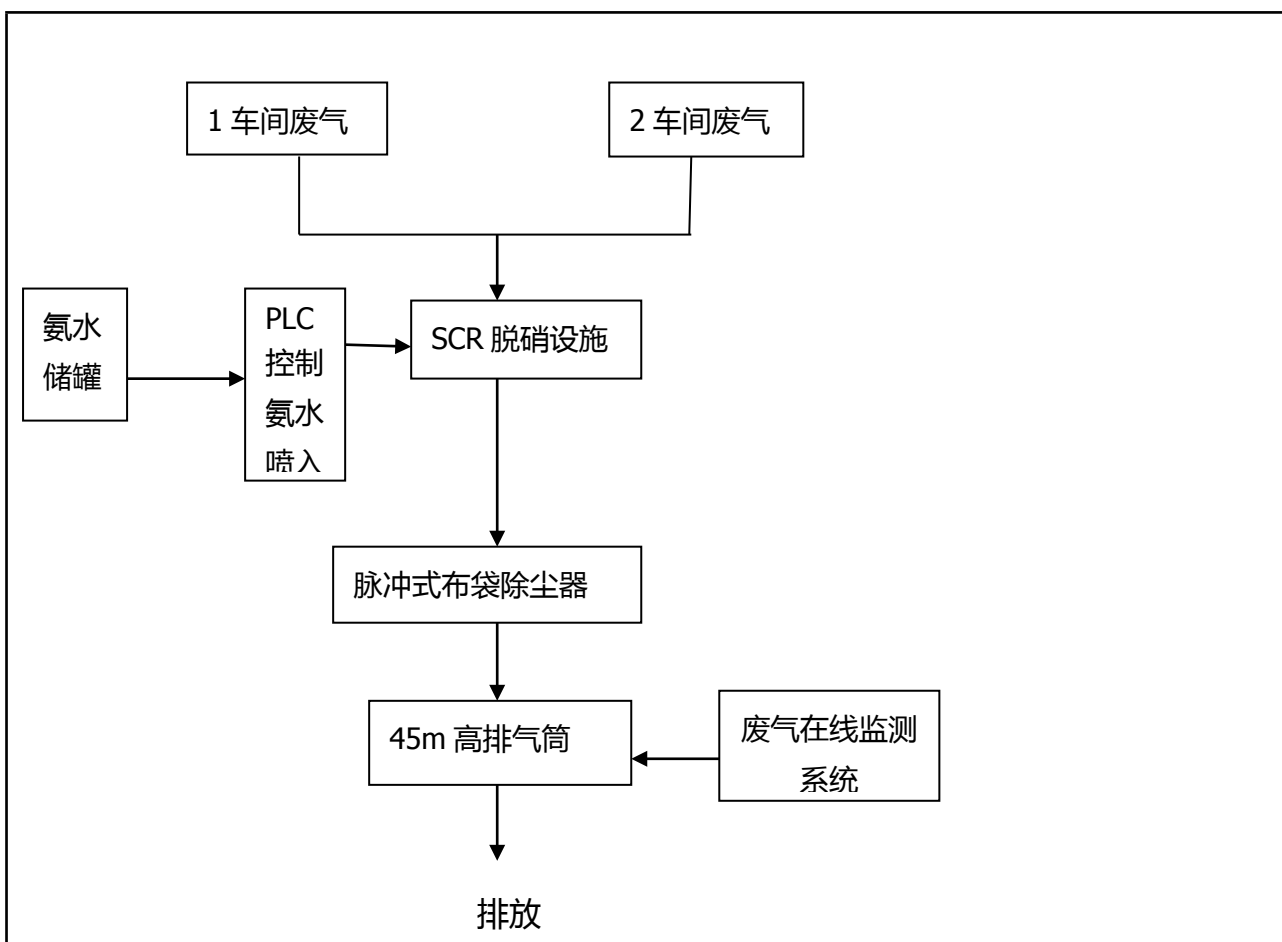 1 车间废气
2 车间废气
氨水
储罐
PLC
控制
氨水
喷入
SCR 脱硝设施
脉冲式布袋除尘器
45m 高排气筒
废气在线监测
系统
排放